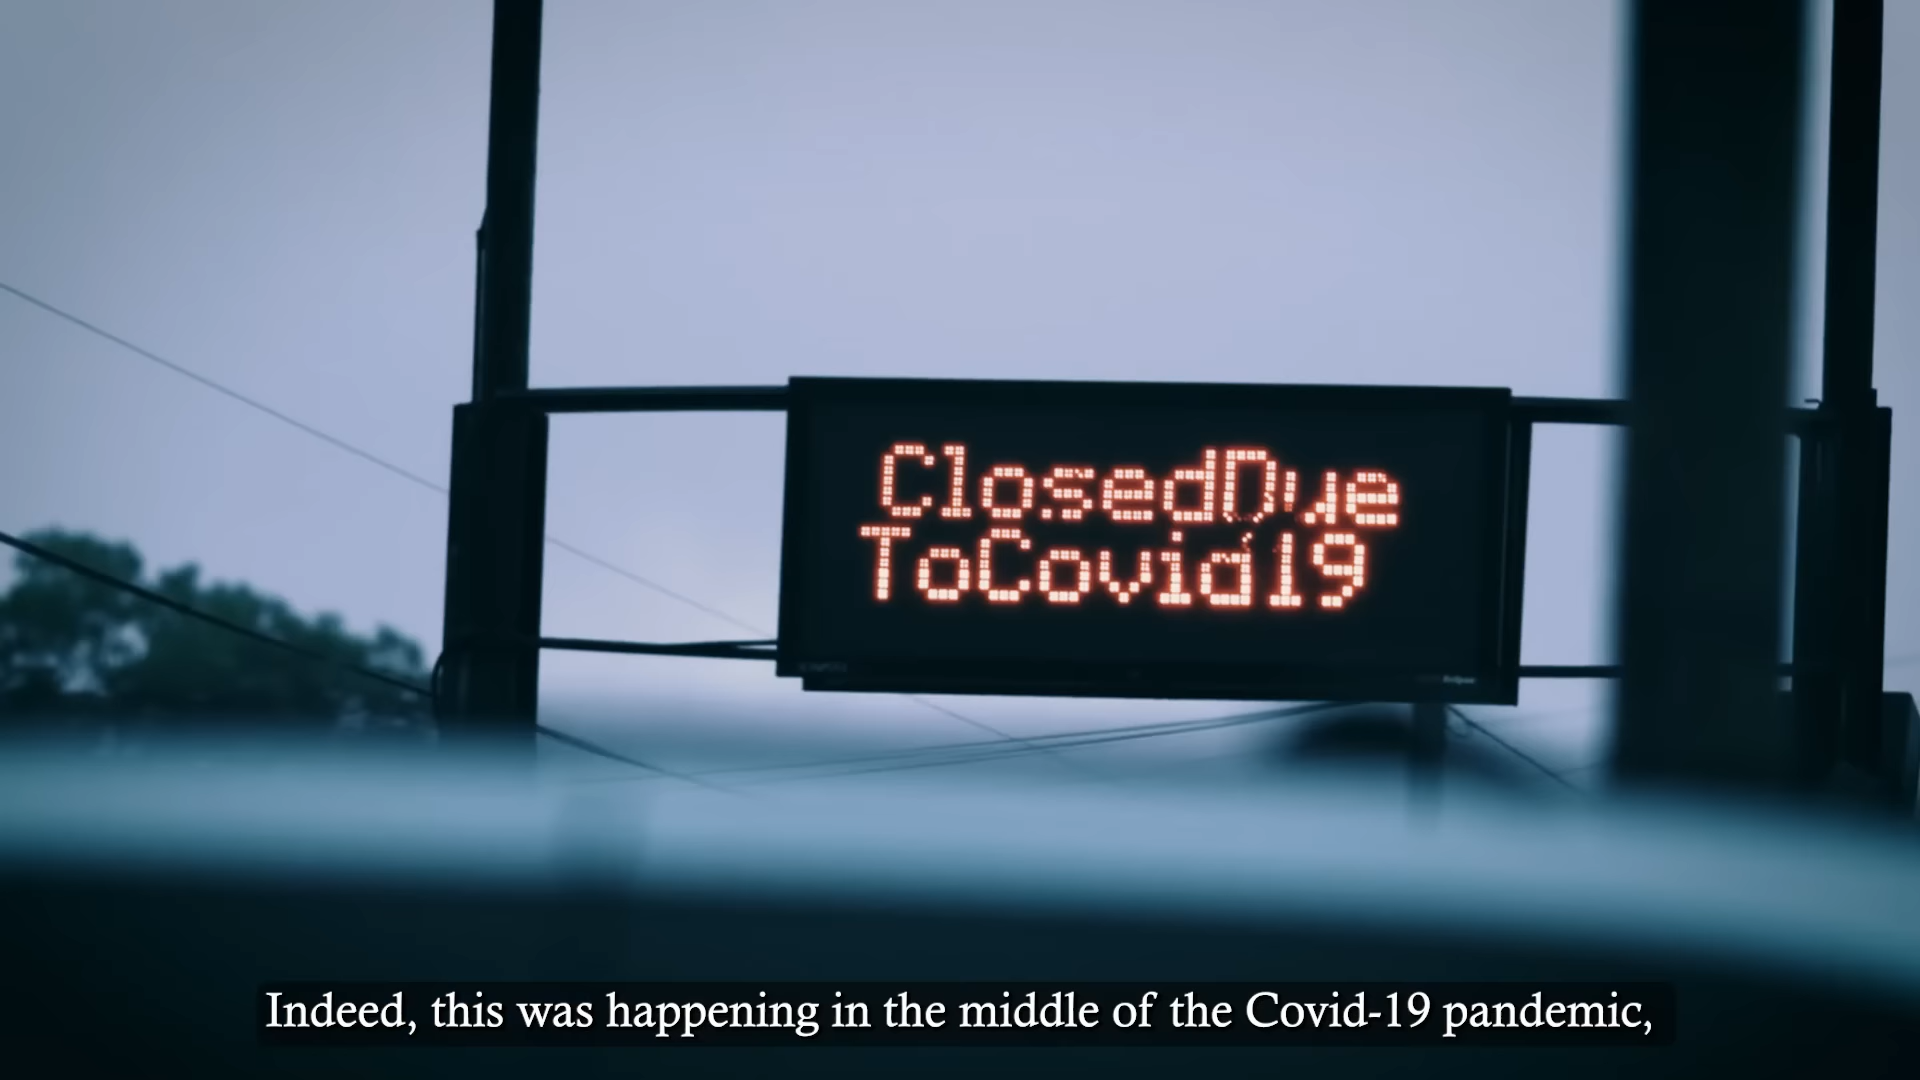 ClosedDue
ToCovid19
Indeed, this was happening in the middle of the Covid-19 pandemic,